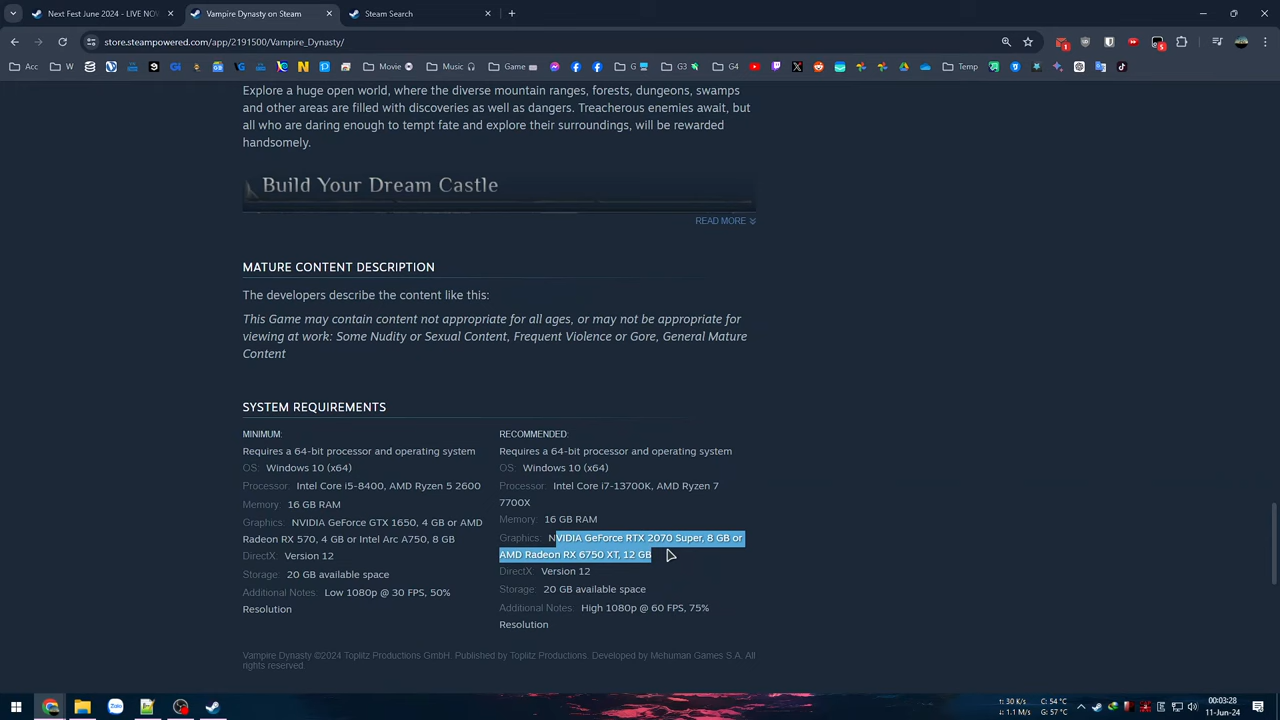 Next Fest June 2024 - LIVE NOW
Vampire Dynasty on Steam
Steam Search
store.steampowered.com/app/2191500/Vampire_Dynasty/
Acc
W
Movie
Music
Game
G
G3
G4
Temp
Explore a huge open world, where the diverse mountain ranges, forests, dungeons, swamps
and other areas are filled with discoveries as well as dangers. Treacherous enemies await, but
all who are daring enough to tempt fate and explore their surroundings, will be rewarded
handsomely.
Build Your Dream Castle
READ MORE
MATURE CONTENT DESCRIPTION
The developers describe the content like this:
This Game may contain content not appropriate for all ages, or may not be appropriate for
viewing at work: Some Nudity or Sexual Content, Frequent Violence or Gore, General Mature
Content
SYSTEM REQUIREMENTS
MINIMUM:
Requires a 64-bit processor and operating system
OS: Windows 10 (x64)
Processor: Intel Core i5-8400, AMD Ryzen 5 2600
Memory: 16 GB RAM
Graphics: NVIDIA GeForce GTX 1650, 4 GB or AMD
Radeon RX 570, 4 GB or Intel Arc A750, 8 GB
DirectX: Version 12
Storage: 20 GB available space
Additional Notes: Low 1080p @ 30 FPS, 50%
Resolution
RECOMMENDED:
Requires a 64-bit processor and operating system
OS: Windows 10 (x64)
Processor: Intel Core i7-13700K, AMD Ryzen 7
7700X
Memory: 16 GB RAM
Graphics: NVIDIA GeForce RTX 2070 Super, 8 GB or
AMD Radeon RX 6750 XT, 12 GB
DirectX: Version 12
Storage: 20 GB available space
Additional Notes: High 1080p @ 60 FPS, 75%
Resolution
Vampire Dynasty ©2024 Toplitz Productions GmbH. Published by Toplitz Productions. Developed by Mehuman Games S.A. All
rights reserved.
Zalo
t: 30 K/s
↓: 1.1 M/s
C: 54 °C
G: 57 °C
00:03:28
11-Jun-24